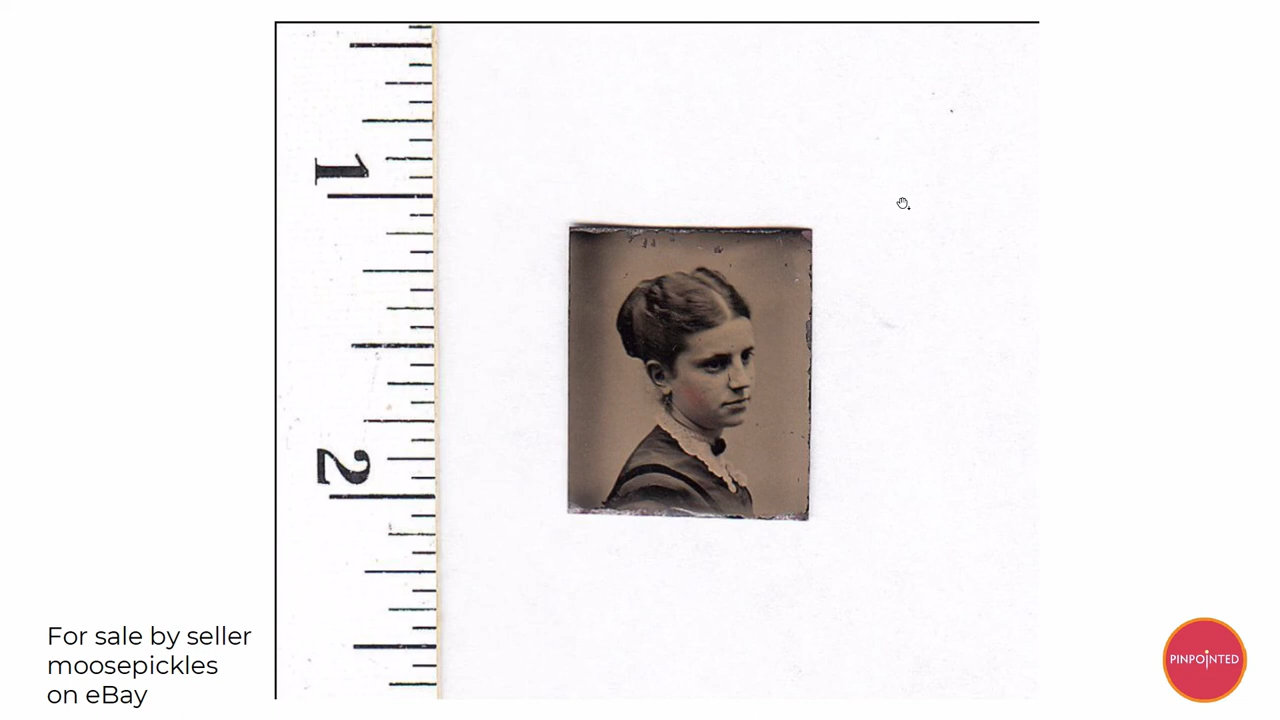 1
2
For sale by seller
moosepickles
on eBay
PINPOINTED